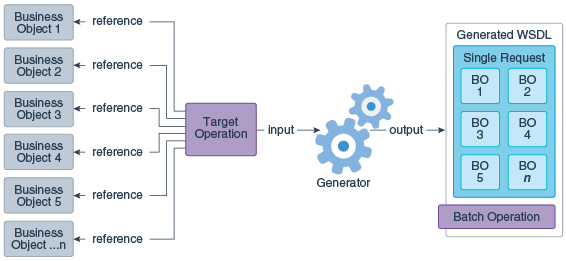 Business
Object 1
reference
Business
Object 2
reference
Business
Object 3
reference
Business
Object 4
reference
Business
Object 5
reference
Business
Object ...n
reference
Target
Operation
input
Generator
output
Generated WSDL
Single Request
BO
1
BO
2
BO
3
BO
4
BO
5
BO
n
Batch Operation